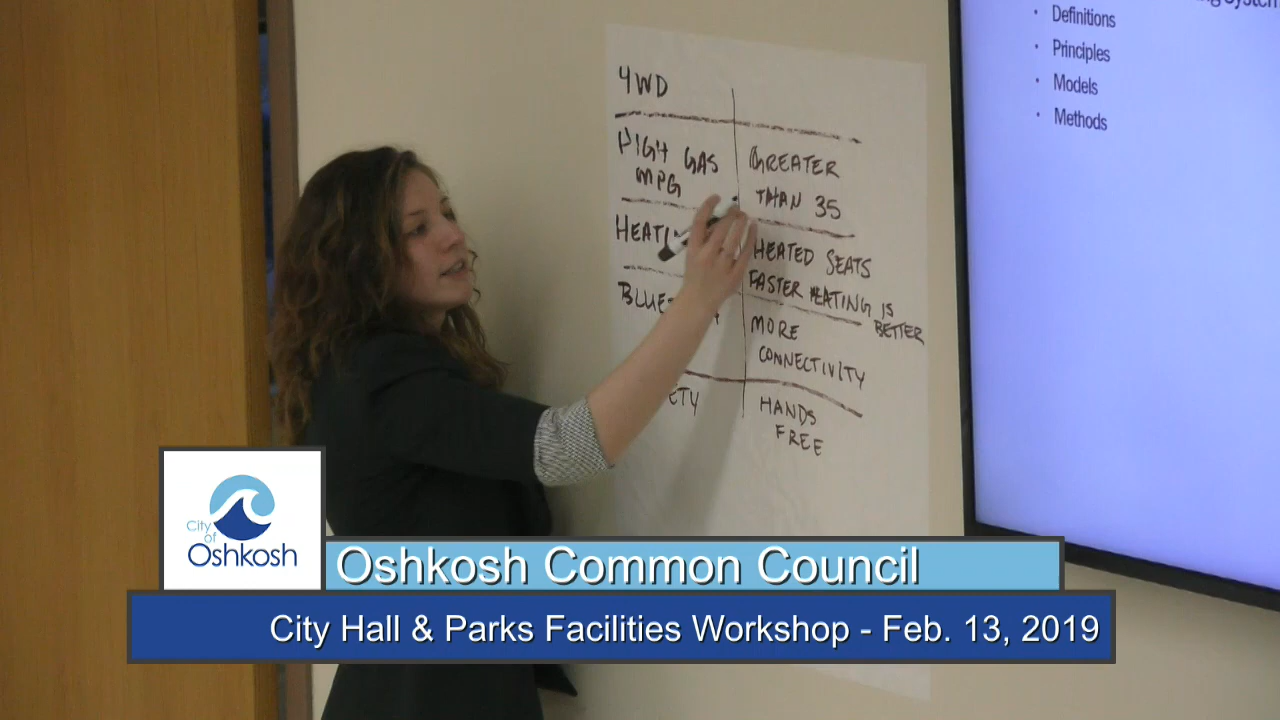 Definitions
Principles
Models
Methods
4WD
HIGH GAS
MPG
GREATER
THAN 35
HEATED SEATS
FASTER HEATING IS
BETTER
MORE
CONNECTIVITY
HANDS
FREE
City
of
Oshkosh
Oshkosh Common Council
City Hall & Parks Facilities Workshop - Feb. 13, 2019